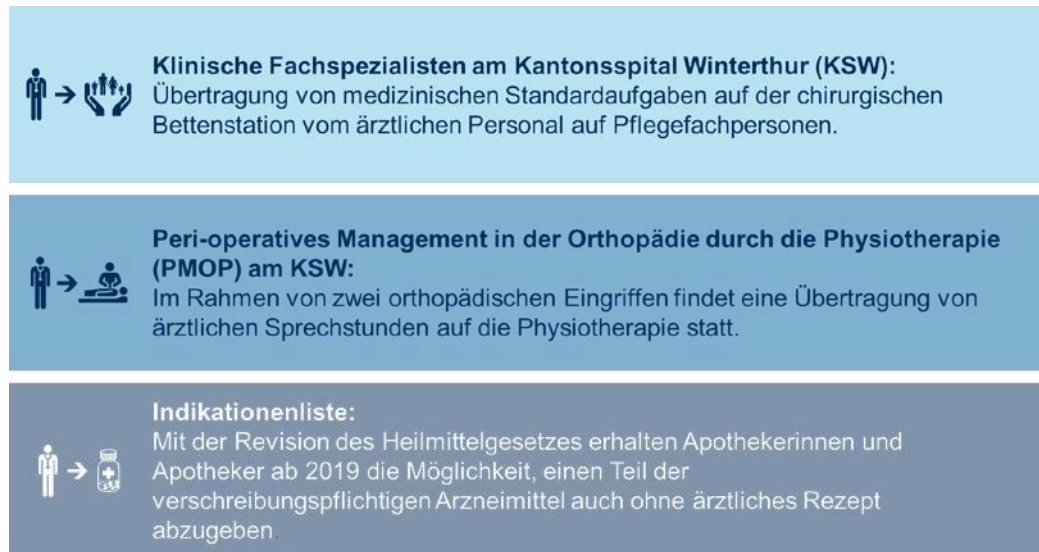 Klinische Fachspezialisten am Kantonsspital Winterthur (KSW):
Übertragung von medizinischen Standardaufgaben auf der chirurgischen
Bettenstation vom ärztlichen Personal auf Pflegefachpersonen.
Peri-operatives Management in der Orthopädie durch die Physiotherapie
(PMOP) am KSW:
Im Rahmen von zwei orthopädischen Eingriffen findet eine Übertragung von
ärztlichen Sprechstunden auf die Physiotherapie statt.
Indikationenliste:
Mit der Revision des Heilmittelgesetzes erhalten Apothekerinnen und
Apotheker ab 2019 die Möglichkeit, einen Teil der
verschreibungspflichtigen Arzneimittel auch ohne ärztliches Rezept
abzugeben.